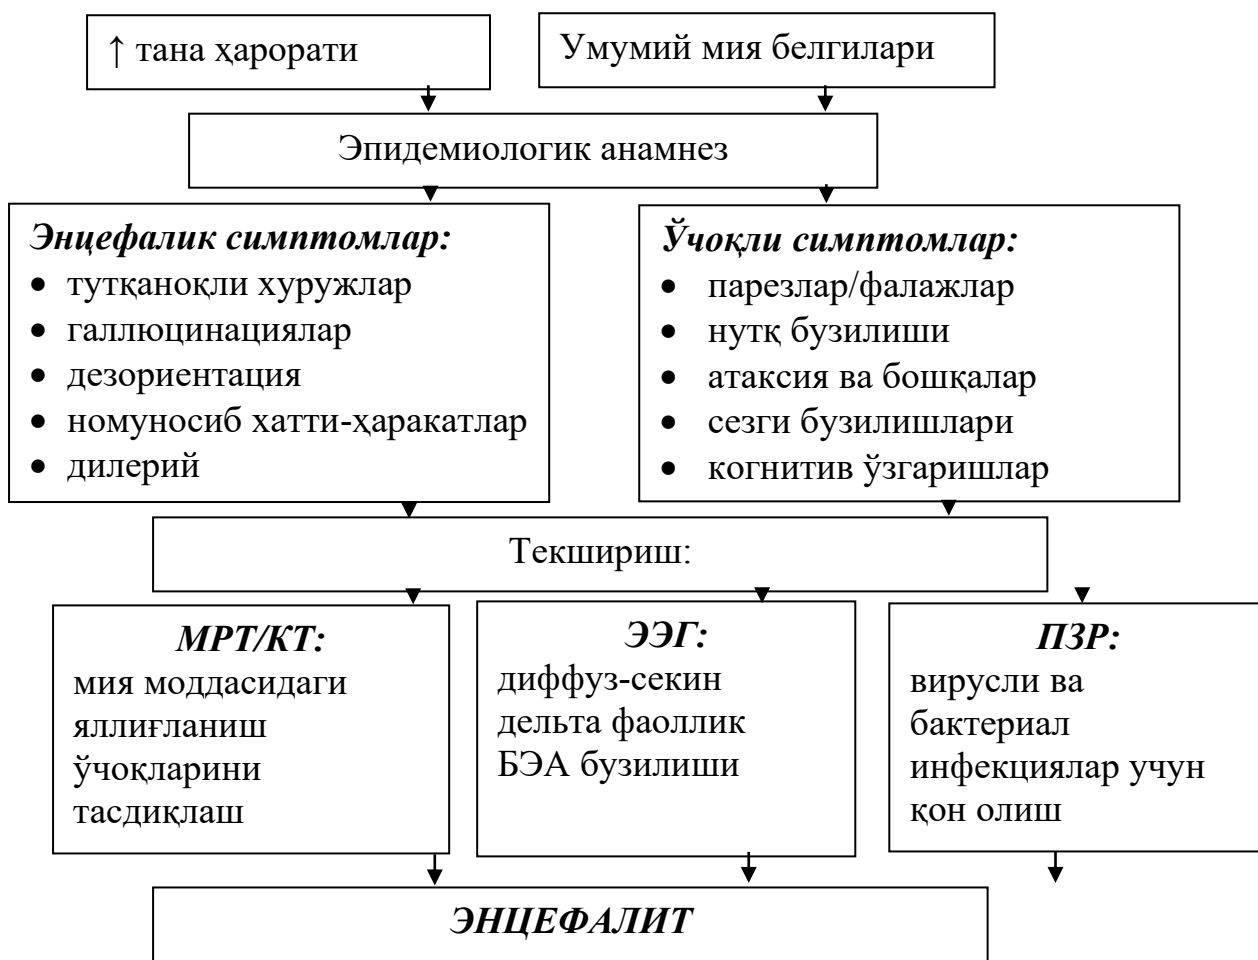 ↑ тана ҳарорати
Умумий мия белгилари
Эпидемиологик анамнез
Энцефалик симптомлар:
• тутқаноқли хуружлар
• галлюцинациялар
• дезориентация
• номуносиб хатти-ҳаракатлар
• дилерий
Ўчоқли симптомлар:
• парезлар/фалажлар
• нутқ бузилиши
• атаксия ва бошқалар
• сезги бузилишлари
• когнитив ўзгаришлар
Текшириш:
МРТ/КТ:
мия моддасидаги
яллиғланиш
ўчоқларини
тасдиқлаш
ЭЭГ:
диффуз-секин
дельта фаоллик
БЭА бузилиши
ПЗР:
вирусли ва
бактериал
инфекциялар учун
қон олиш
ЭНЦЕФАЛИТ